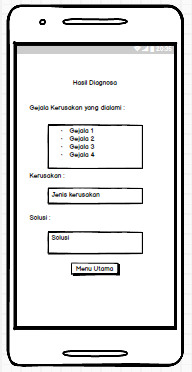 Hasil Diagnosa
Gejala Kerusakan yang dialami :
· Gejala 1
· Gejala 2
· Gejala 3
· Gejala 4
Kerusakan :
Jenis kerusakan
Solusi :
Solusi
Menu Utama